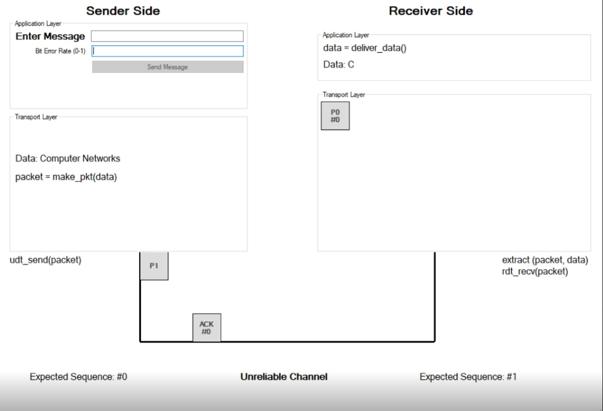 Sender Side
Receiver Side
Application Layer
Enter Message
Bit Error Rate (0-1)
Send Message
Application Layer
data = deliver_data()
Data: C
Transport Layer
Data: Computer Networks
packet = make_pkt(data)
Transport Layer
P0
#0
udt_send(packet)
P1
extract (packet, data)
rdt_recv(packet)
ACK
#0
Expected Sequence: #0
Unreliable Channel
Expected Sequence: #1